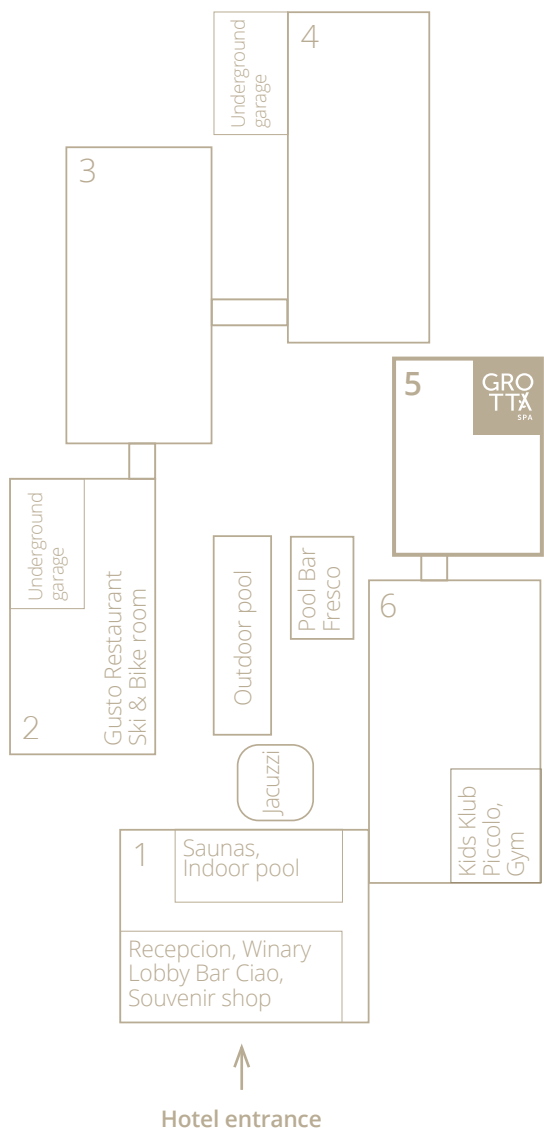 4
Underground
garage
3
5
GRO
TTA
SPA
Underground
garage
Gusto Restaurant
Ski & Bike room
2
Outdoor pool
Pool Bar
Fresco
6
Jacuzzi
Kids Klub
Piccolo,
Gym
1
Saunas,
Indoor pool
Recepcion, Winary
Lobby Bar Ciao,
Souvenir shop
Hotel entrance